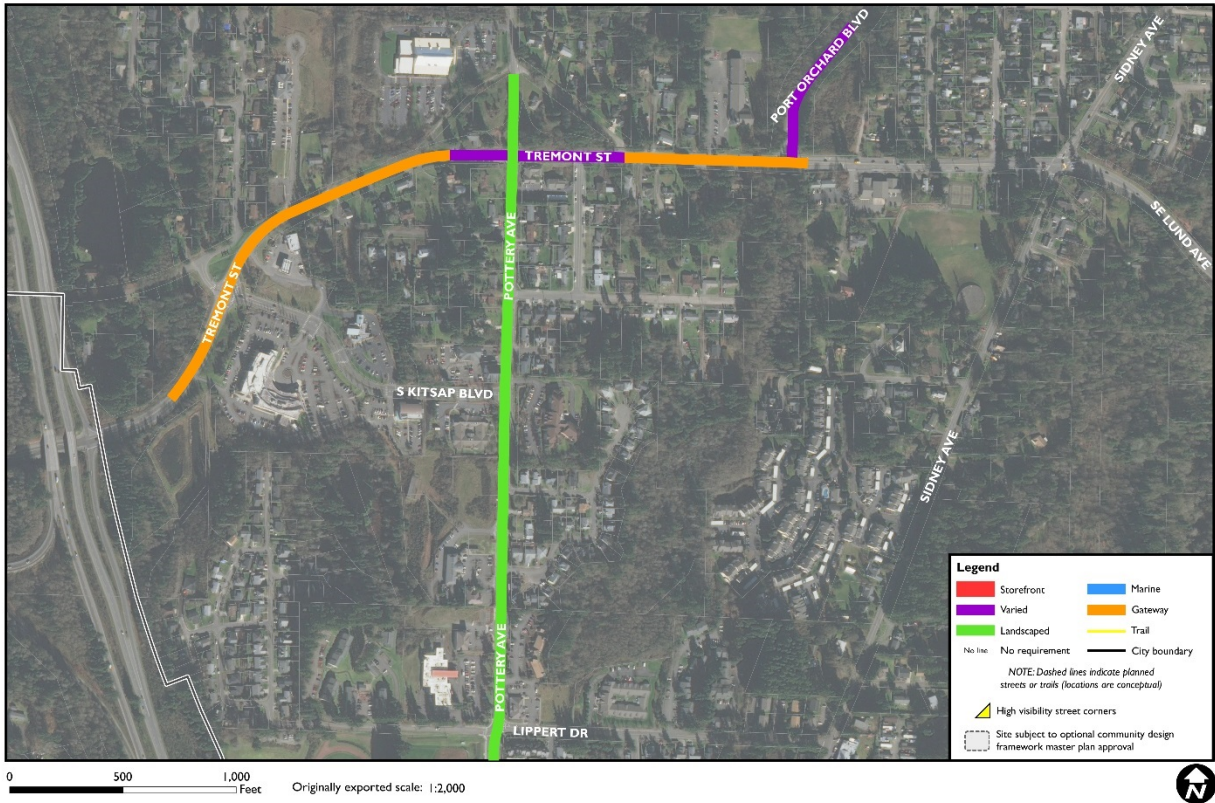 PORT ORCHARD BLVD
SIDNEY AVE
TREMONT ST
SE LUND AVE
POTTERY AVE
TREMONT ST
S KITSAP BLVD
SIDNEY AVE
POTTERY AVE
LIPPERT DR
Legend
Storefront
Marine
Varied
Gateway
Landscaped
Trail
No line No requirement
City boundary
NOTE: Dashed lines indicate planned
streets or trails (locations are conceptual)
High visibility street corners
Site subject to optional community design
framework master plan approval
0 500 1,000
Feet
Originally exported scale: 1:2,000
N